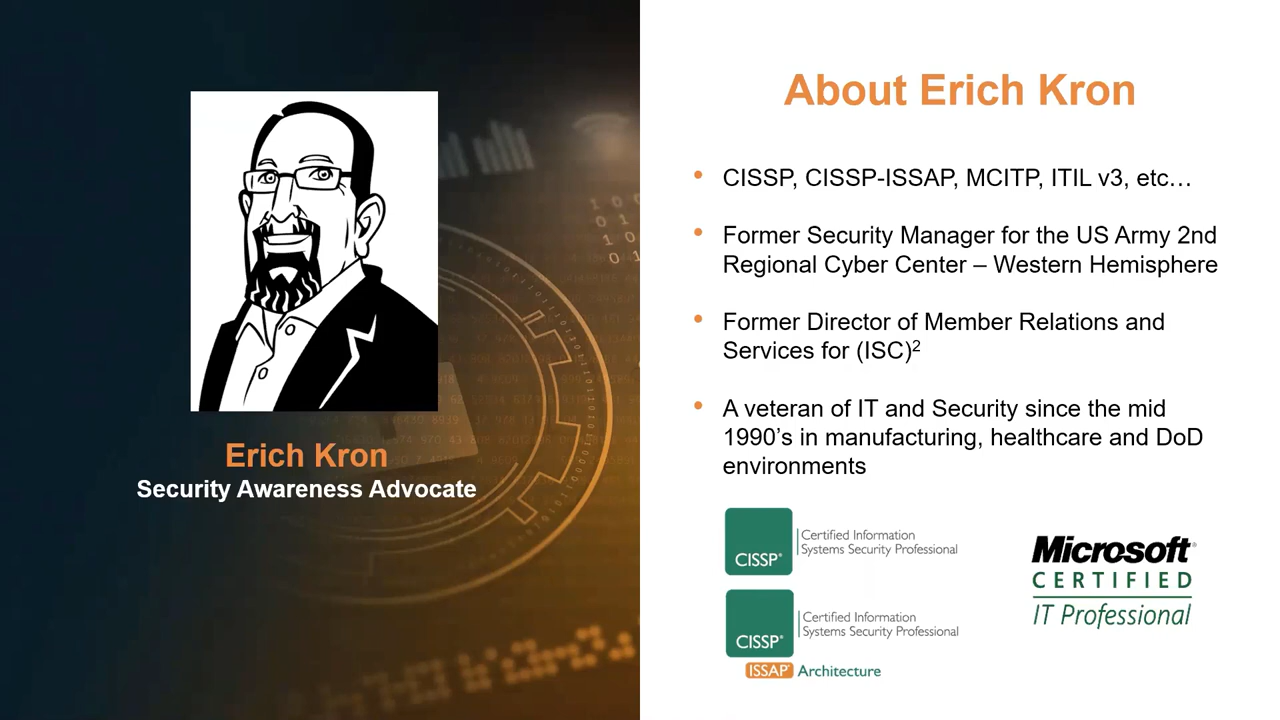 About Erich Kron
• CISSP, CISSP-ISSAP, MCITP, ITIL v3, etc…
• Former Security Manager for the US Army 2nd
Regional Cyber Center – Western Hemisphere
• Former Director of Member Relations and
Services for (ISC)²
• A veteran of IT and Security since the mid
1990’s in manufacturing, healthcare and DoD
environments
Erich Kron
Security Awareness Advocate
CISSP®
Certified Information
Systems Security Professional
CISSP®
Certified Information
Systems Security Professional
ISSAP® Architecture
Microsoft®
CERTIFIED
IT Professional